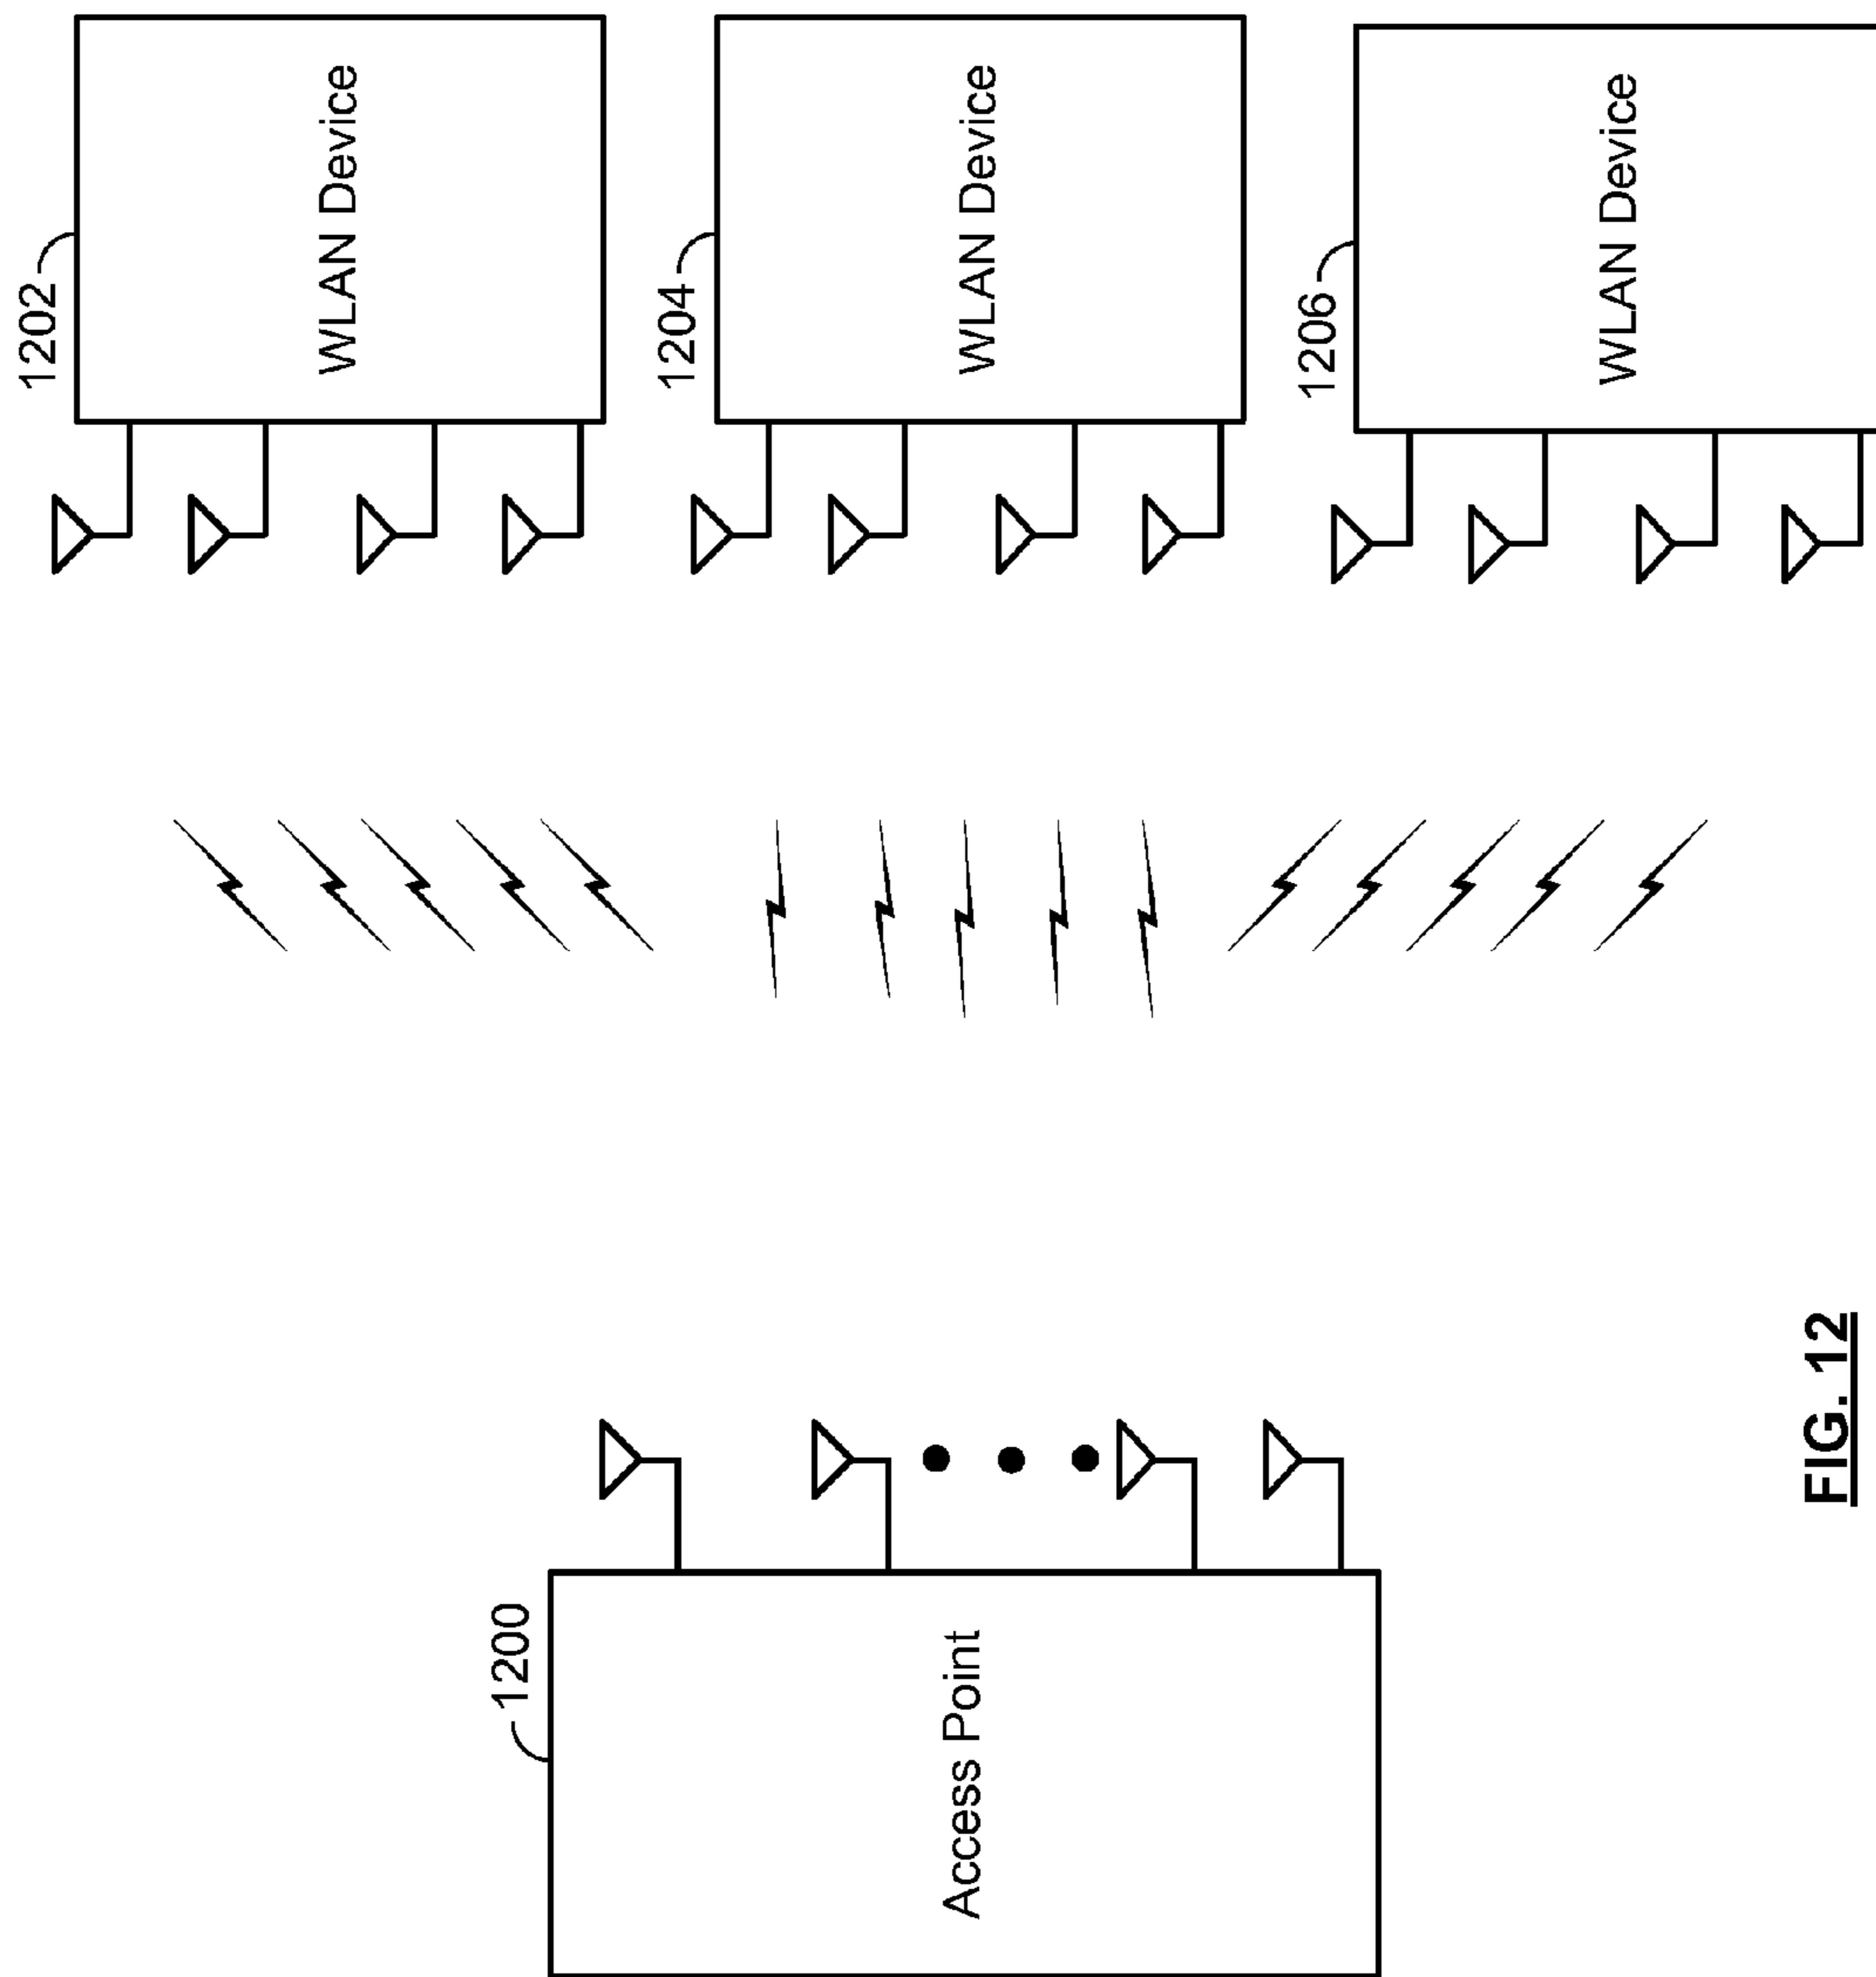 1202
WLAN Device
1204
WLAN Device
1206
WLAN Device
1200
Access Point
FIG. 12